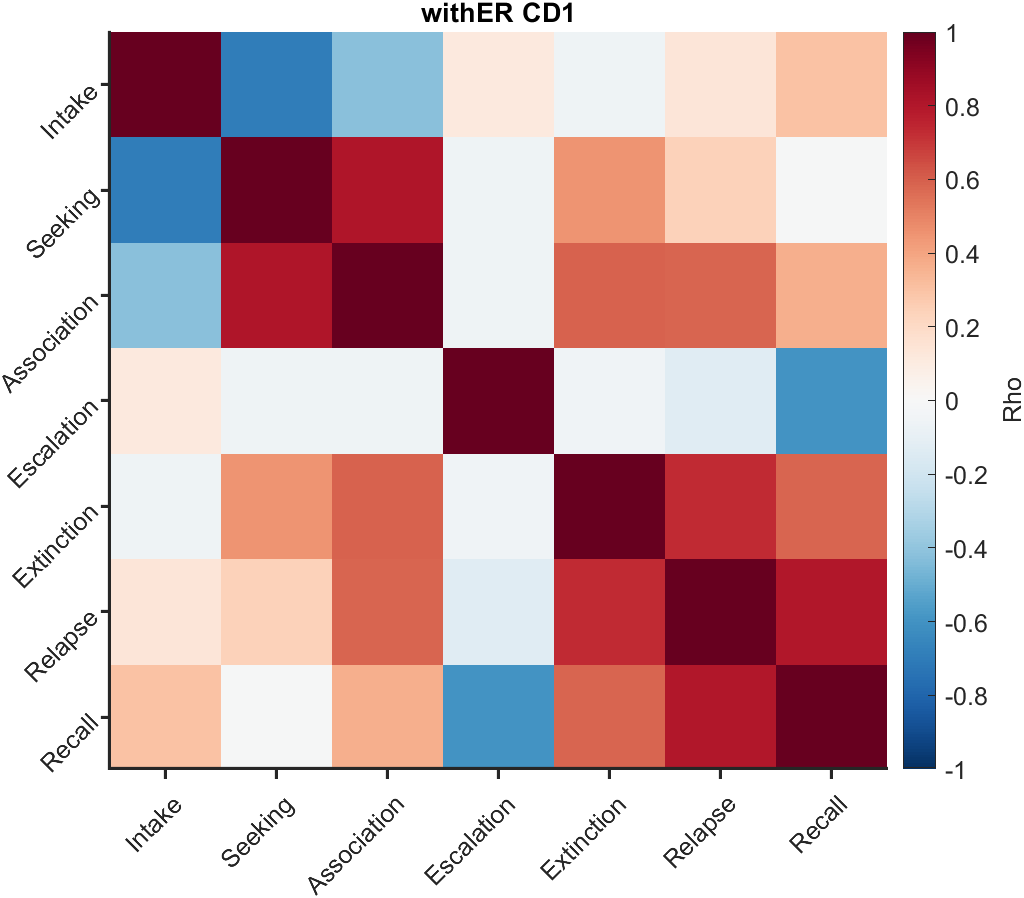 withER CD1
Intake
Seeking
Association
Escalation
Extinction
Relapse
Recall
Intake
Seeking
Association
Escalation
Extinction
Relapse
Recall
1
0.8
0.6
0.4
0.2
0
-0.2
-0.4
-0.6
-0.8
-1
Rho